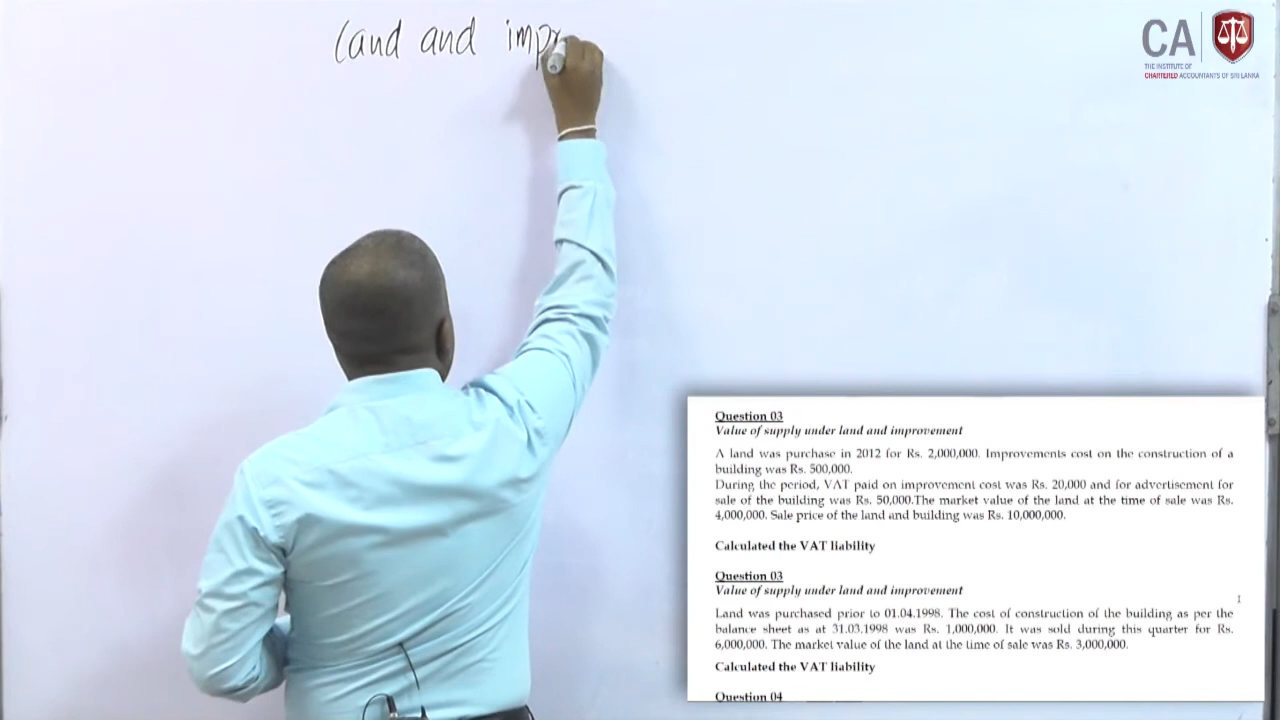 Land and impr
CA
THE INSTITUTE OF
CHARTERED ACCOUNTANTS OF SRI LANKA
Question 03
Value of supply under land and improvement
A land was purchase in 2012 for Rs. 2,000,000. Improvements cost on the construction of a
building was Rs. 500,000.
During the period, VAT paid on improvement cost was Rs. 20,000 and for advertisement for
sale of the building was Rs. 50,000.The market value of the land at the time of sale was Rs.
4,000,000. Sale price of the land and building was Rs. 10,000,000.
Calculated the VAT liability
Question 03
Value of supply under land and improvement
Land was purchased prior to 01.04.1998. The cost of construction of the building as per the
balance sheet as at 31.03.1998 was Rs. 1,000,000. It was sold during this quarter for Rs.
6,000,000. The market value of the land at the time of sale was Rs. 3,000,000.
Calculated the VAT liability
Question 04